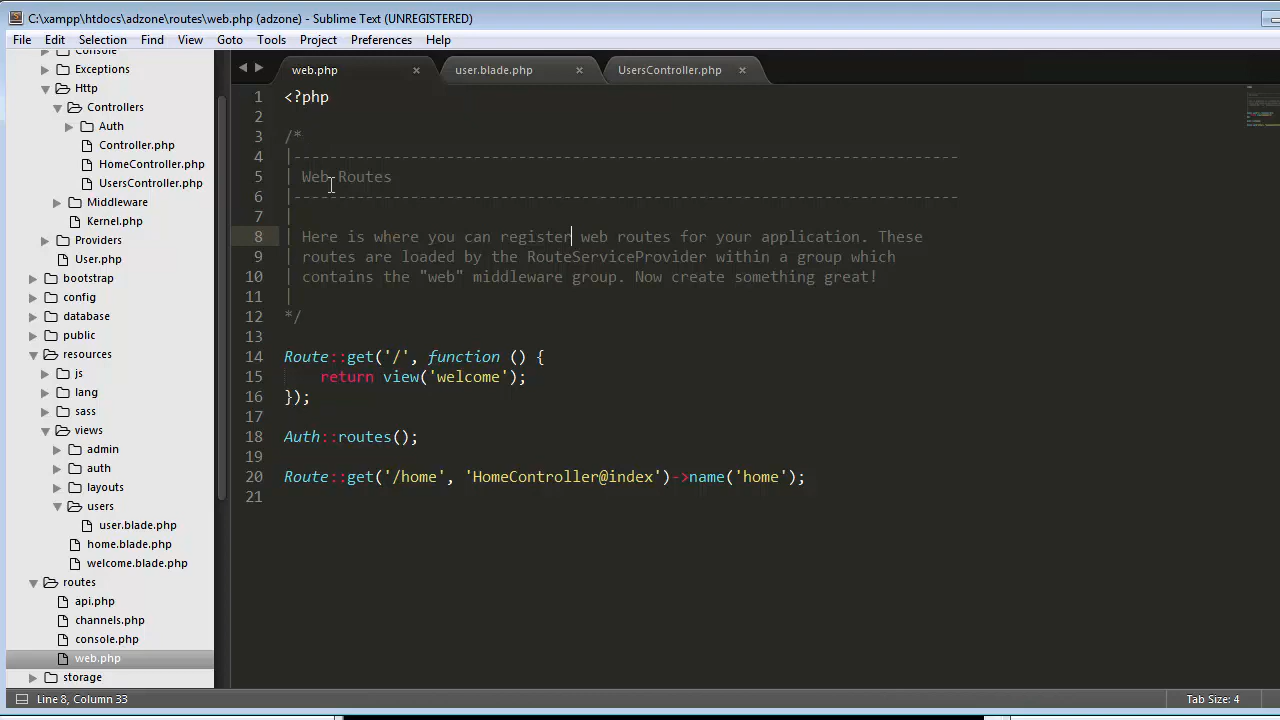 C:\xampp\htdocs\adzone\routes\web.php (adzone) - Sublime Text (UNREGISTERED)
File Edit Selection Find View Goto Tools Project Preferences Help
Console
Exceptions
Http
Controllers
Auth
Controller.php
HomeController.php
UsersController.php
Middleware
Kernel.php
Providers
User.php
bootstrap
config
database
public
resources
js
lang
sass
views
admin
auth
layouts
users
user.blade.php
home.blade.php
welcome.blade.php
routes
api.php
channels.php
console.php
web.php
storage
web.php user.blade.php UsersController.php
1 <?php
2
3 /*
4 |--------------------------------------------------------------------------
5 | Web Routes
6 |--------------------------------------------------------------------------
7 |
8 | Here is where you can register web routes for your application. These
9 | routes are loaded by the RouteServiceProvider within a group which
10 | contains the "web" middleware group. Now create something great!
11 |
12 */
13
14 Route::get('/', function () {
15     return view('welcome');
16 });
17
18 Auth::routes();
19
20 Route::get('/home', 'HomeController@index')->name('home');
21
Line 8, Column 33 Tab Size: 4